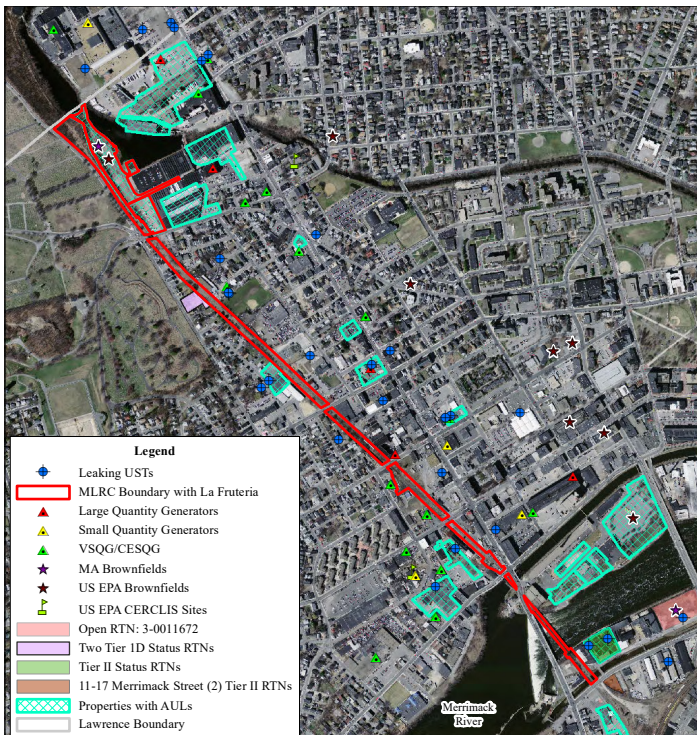 Legend
Leaking USTs
MLRC Boundary with La Fruteria
Large Quantity Generators
Small Quantity Generators
VSQG/CESQG
MA Brownfields
US EPA Brownfields
US EPA CERCLIS Sites
Open RTN: 3-0011672
Two Tier 1D Status RTNs
Tier II Status RTNs
11-17 Merrimack Street (2) Tier II RTNs
Properties with AULs
Lawrence Boundary
Merrimack
River